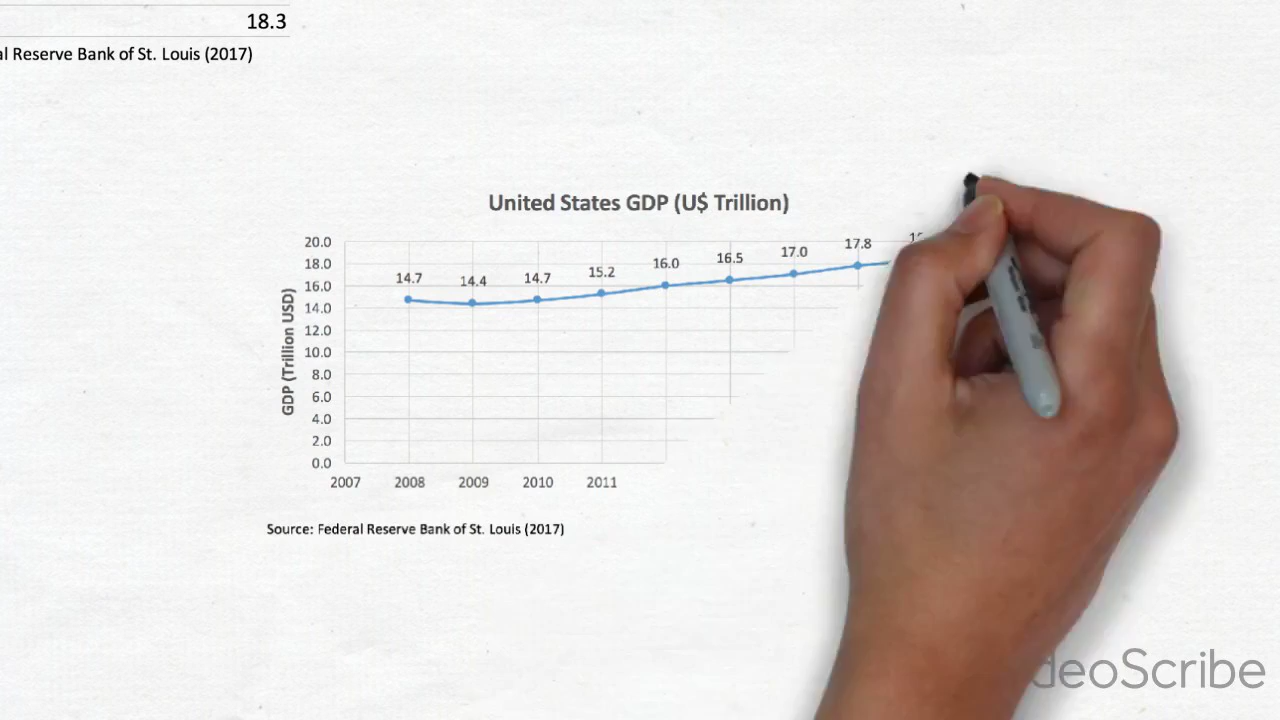 18.3
Reserve Bank of St. Louis (2017)
United States GDP (U$ Trillion)
GDP (Trillion USD)
20.0
18.0
16.0
14.0
12.0
10.0
8.0
6.0
4.0
2.0
0.0
14.7 14.4 14.7 15.2 16.0 16.5 17.0 17.8
2007 2008 2009 2010 2011
Source: Federal Reserve Bank of St. Louis (2017)
deoScribe